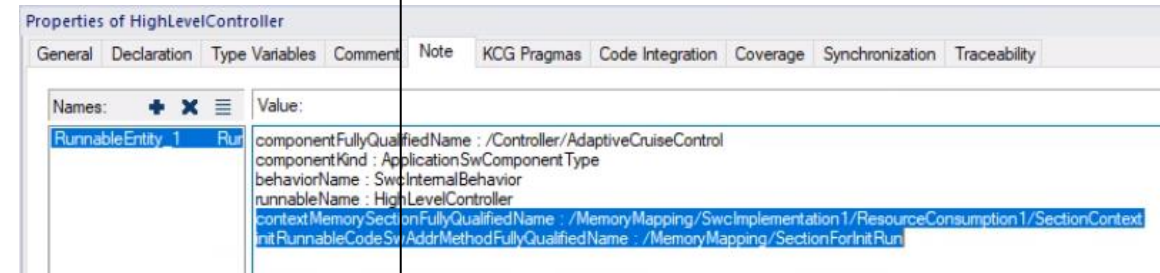 Properties of HighLevelController
General Declaration Type Variables Comment Note KCG Pragmas Code Integration Coverage Synchronization Traceability
Names: Value:
RunnableEntity_1 Run
componentFullyQualifiedName : /Controller/AdaptiveCruiseControl
componentKind : ApplicationSwComponentType
behaviorName : SwcInternalBehavior
runnableName : HighLevelController
contextMemorySectionFullyQualifiedName : /MemoryMapping/SwcImplementation1/ResourceConsumption1/SectionContext
initRunnableCodeSwAddrMethodFullyQualifiedName : /MemoryMapping/SectionForInitRun